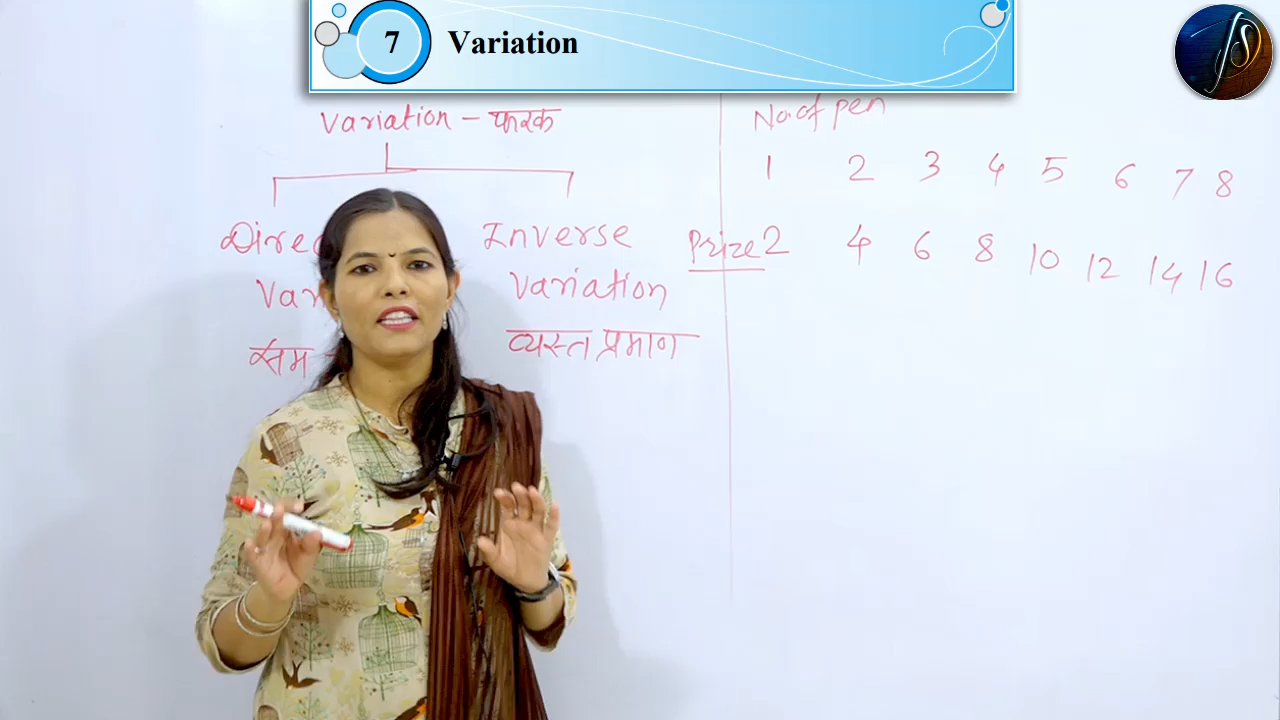 7 Variation
Variation - फरक
Inverse
Variation
सम
व्यस्त प्रमाण
No. of pen
1 2 3 4 5 6 7 8
Prize 2 4 6 8 10 12 14 16